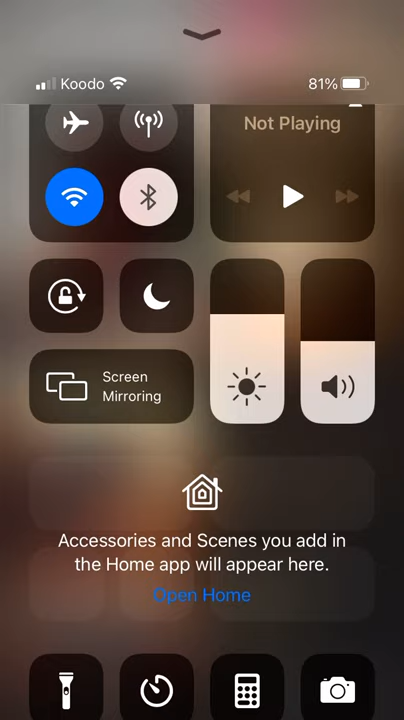 Koodo
81%
Not Playing
Screen
Mirroring
Accessories and Scenes you add in
the Home app will appear here.
Open Home